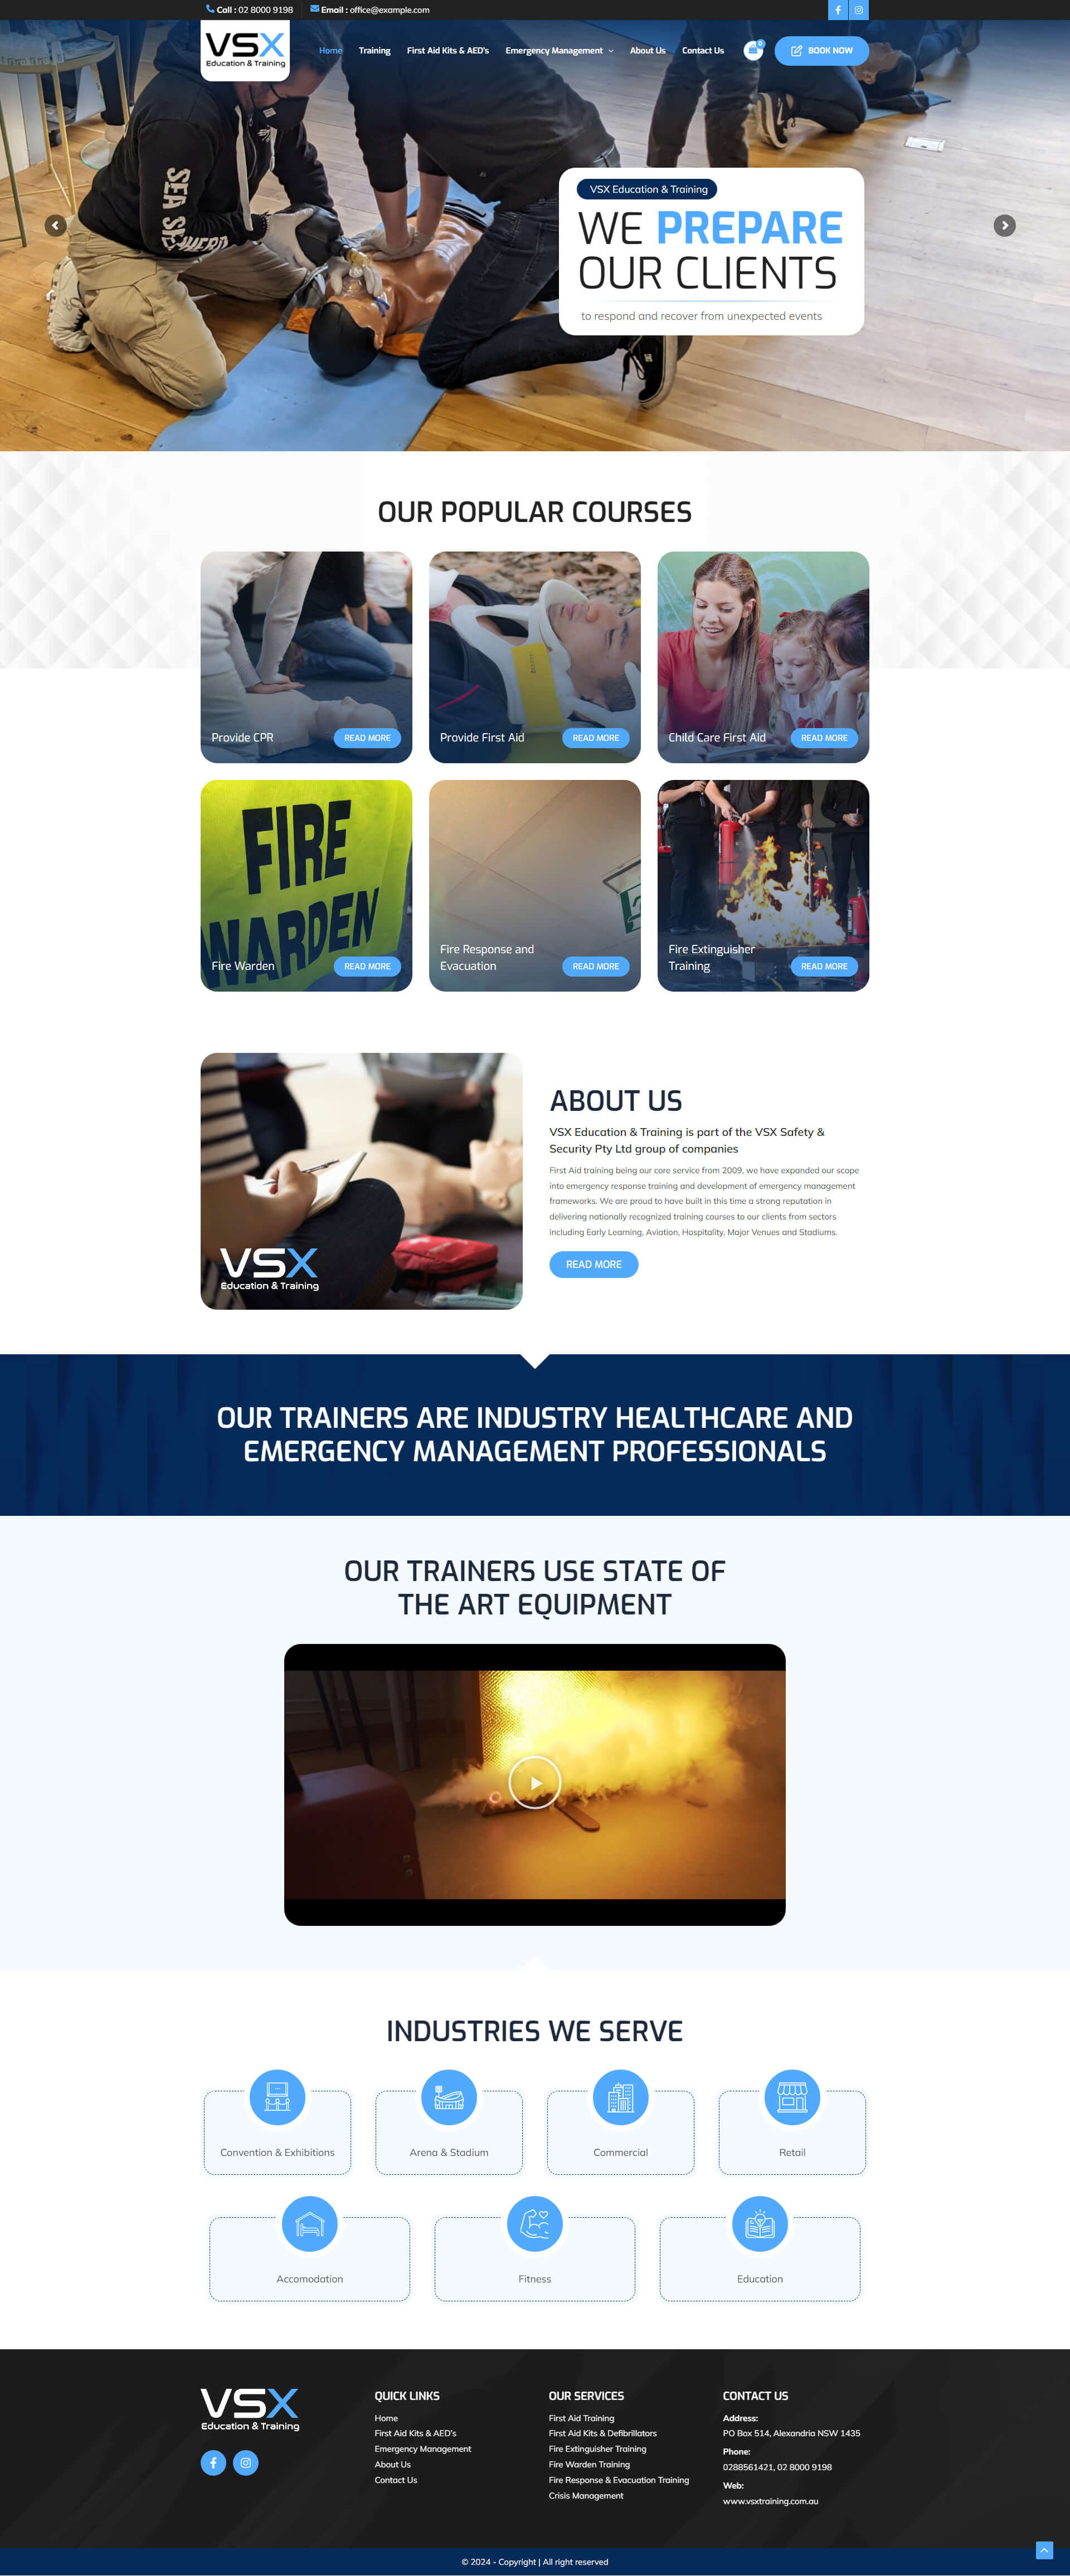 Call : 02 8000 9198
Email : office@example.com
VSX
Education & Training
Home
Training
First Aid Kits & AED's
Emergency Management
About Us
Contact Us
0
BOOK NOW
SEA SHEPHERD
VSX Education & Training
WE PREPARE
OUR CLIENTS
to respond and recover from unexpected events
OUR POPULAR COURSES
Provide CPR
READ MORE
Provide First Aid
READ MORE
Child Care First Aid
READ MORE
FIRE
WARDEN
Fire Warden
READ MORE
Fire Response and
Evacuation
READ MORE
Fire Extinguisher
Training
READ MORE
VSX
Education & Training
ABOUT US
VSX Education & Training is part of the VSX Safety &
Security Pty Ltd group of companies
First Aid training being our core service from 2009, we have expanded our scope
into emergency response training and development of emergency management
frameworks. We are proud to have built in this time a strong reputation in
delivering nationally recognized training courses to our clients from sectors
including Early Learning, Aviation, Hospitality, Major Venues and Stadiums.
READ MORE
OUR TRAINERS ARE INDUSTRY HEALTHCARE AND
EMERGENCY MANAGEMENT PROFESSIONALS
OUR TRAINERS USE STATE OF
THE ART EQUIPMENT
INDUSTRIES WE SERVE
Convention & Exhibitions
Arena & Stadium
Commercial
Retail
Accomodation
Fitness
Education
VSX
Education & Training
QUICK LINKS
Home
First Aid Kits & AED's
Emergency Management
About Us
Contact Us
OUR SERVICES
First Aid Training
First Aid Kits & Defibrillators
Fire Extinguisher Training
Fire Warden Training
Fire Response & Evacuation Training
Crisis Management
CONTACT US
Address:
PO Box 514, Alexandria NSW 1435
Phone:
0288561421, 02 8000 9198
Web:
www.vsxtraining.com.au
© 2024 - Copyright | All right reserved